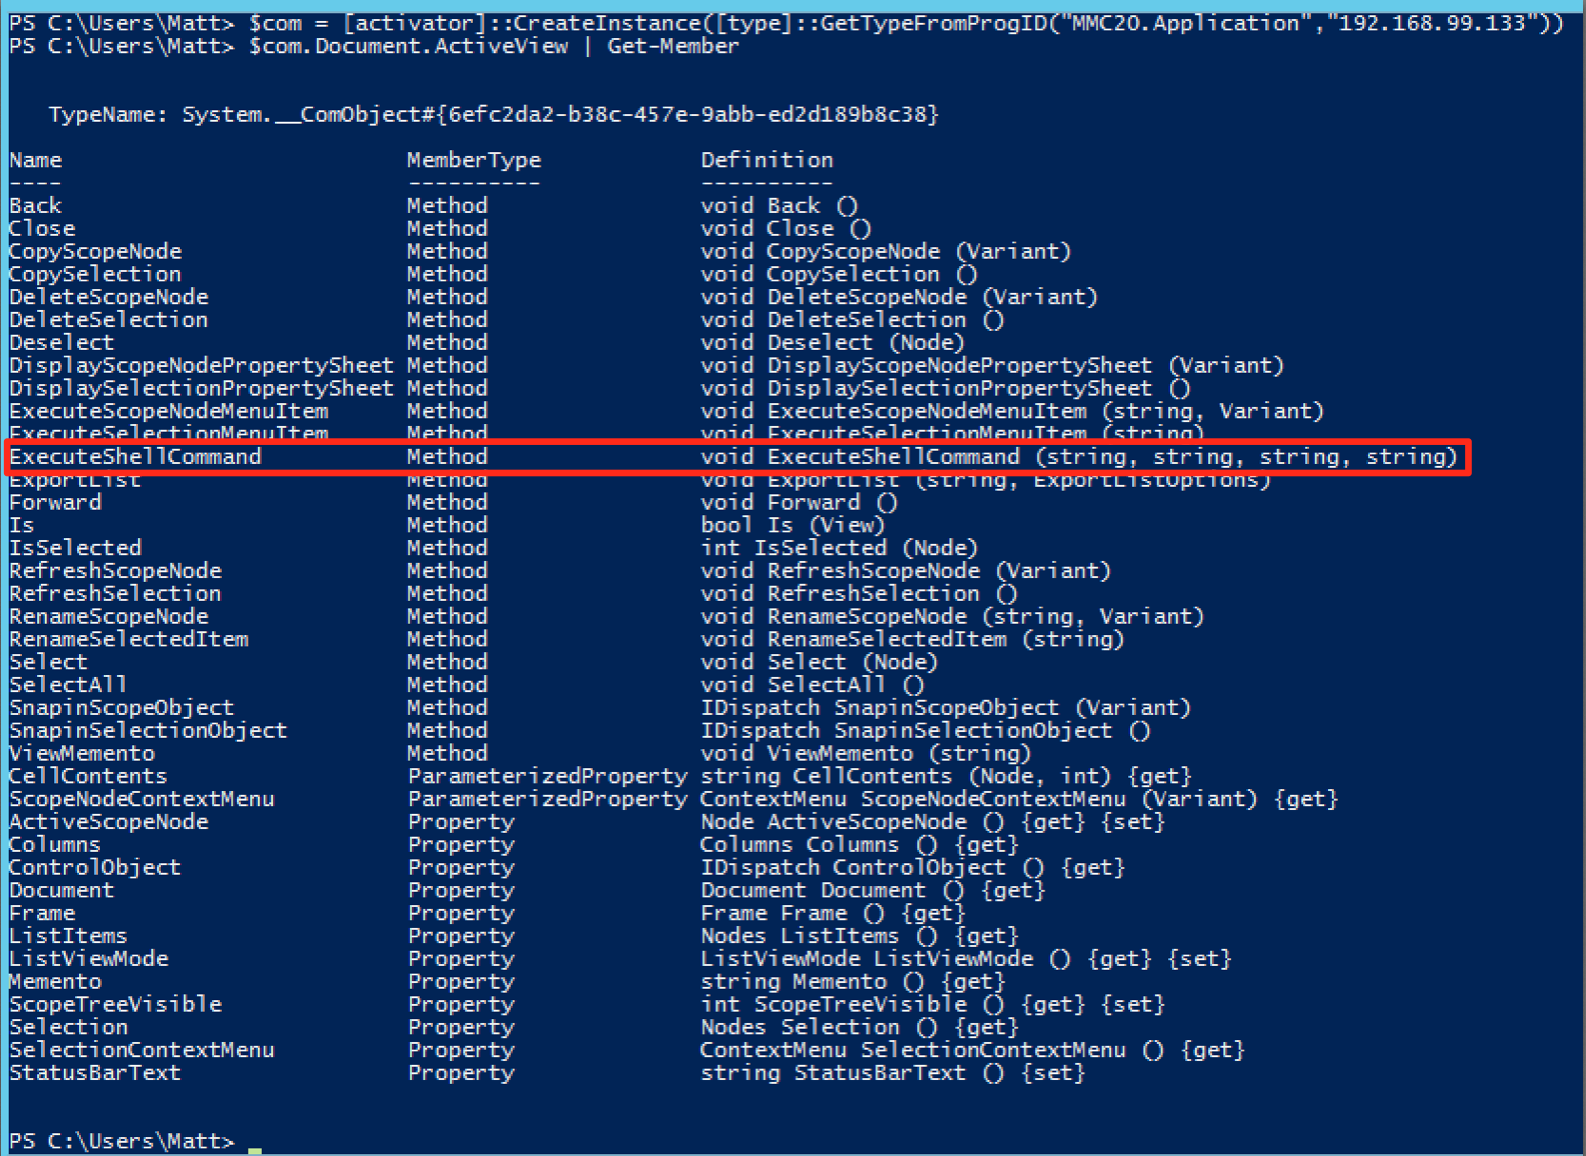 PS C:\Users\Matt> $com = [activator]::CreateInstance([type]::GetTypeFromProgID("MMC20.Application","192.168.99.133"))
PS C:\Users\Matt> $com.Document.ActiveView | Get-Member
TypeName: System.__ComObject#{6efc2da2-b38c-457e-9abb-ed2d189b8c38}
Name MemberType Definition
---- ---------- ----------
Back Method void Back ()
Close Method void Close ()
CopyScopeNode Method void CopyScopeNode (Variant)
CopySelection Method void CopySelection ()
DeleteScopeNode Method void DeleteScopeNode (Variant)
DeleteSelection Method void DeleteSelection ()
Deselect Method void Deselect (Node)
DisplayScopeNodePropertySheet Method void DisplayScopeNodePropertySheet (Variant)
DisplaySelectionPropertySheet Method void DisplaySelectionPropertySheet ()
ExecuteScopeNodeMenuItem Method void ExecuteScopeNodeMenuItem (string, Variant)
ExecuteSelectionMenuItem Method void ExecuteSelectionMenuItem (string)
ExecuteShellCommand Method void ExecuteShellCommand (string, string, string, string)
ExportList Method void ExportList (string, ExportListOptions)
Forward Method void Forward ()
Is Method bool Is (View)
IsSelected Method int IsSelected (Node)
RefreshScopeNode Method void RefreshScopeNode (Variant)
RefreshSelection Method void RefreshSelection ()
RenameScopeNode Method void RenameScopeNode (string, Variant)
RenameSelectedItem Method void RenameSelectedItem (string)
Select Method void Select (Node)
SelectAll Method void SelectAll ()
SnapinScopeObject Method IDispatch SnapinScopeObject (Variant)
SnapinSelectionObject Method IDispatch SnapinSelectionObject ()
ViewMemento Method void ViewMemento (string)
CellContents ParameterizedProperty string CellContents (Node, int) {get}
ScopeNodeContextMenu ParameterizedProperty ContextMenu ScopeNodeContextMenu (Variant) {get}
ActiveScopeNode Property Node ActiveScopeNode () {get} {set}
Columns Property Columns Columns () {get}
ControlObject Property IDispatch ControlObject () {get}
Document Property Document Document () {get}
Frame Property Frame Frame () {get}
ListItems Property Nodes ListItems () {get}
ListViewMode Property ListViewMode ListViewMode () {get} {set}
Memento Property string Memento () {get}
ScopeTreeVisible Property int ScopeTreeVisible () {get} {set}
Selection Property Nodes Selection () {get}
SelectionContextMenu Property ContextMenu SelectionContextMenu () {get}
StatusBarText Property string StatusBarText () {set}
PS C:\Users\Matt> _